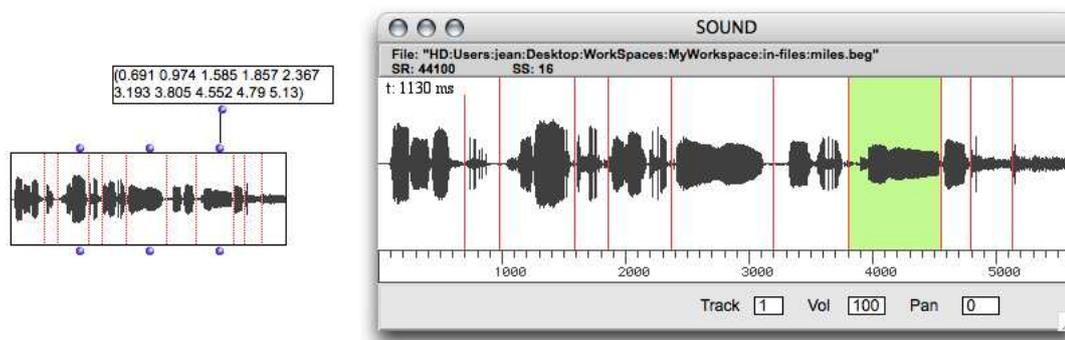 (0.691 0.974 1.585 1.857 2.367
3.193 3.805 4.552 4.79 5.13)
SOUND
File: "HD:Users:jean:Desktop:WorkSpaces:MyWorkspace:in-files:miles.beg"
SR: 44100 SS: 16
t: 1130 ms
1000 2000 3000 4000 5000
Track 1 Vol 100 Pan 0